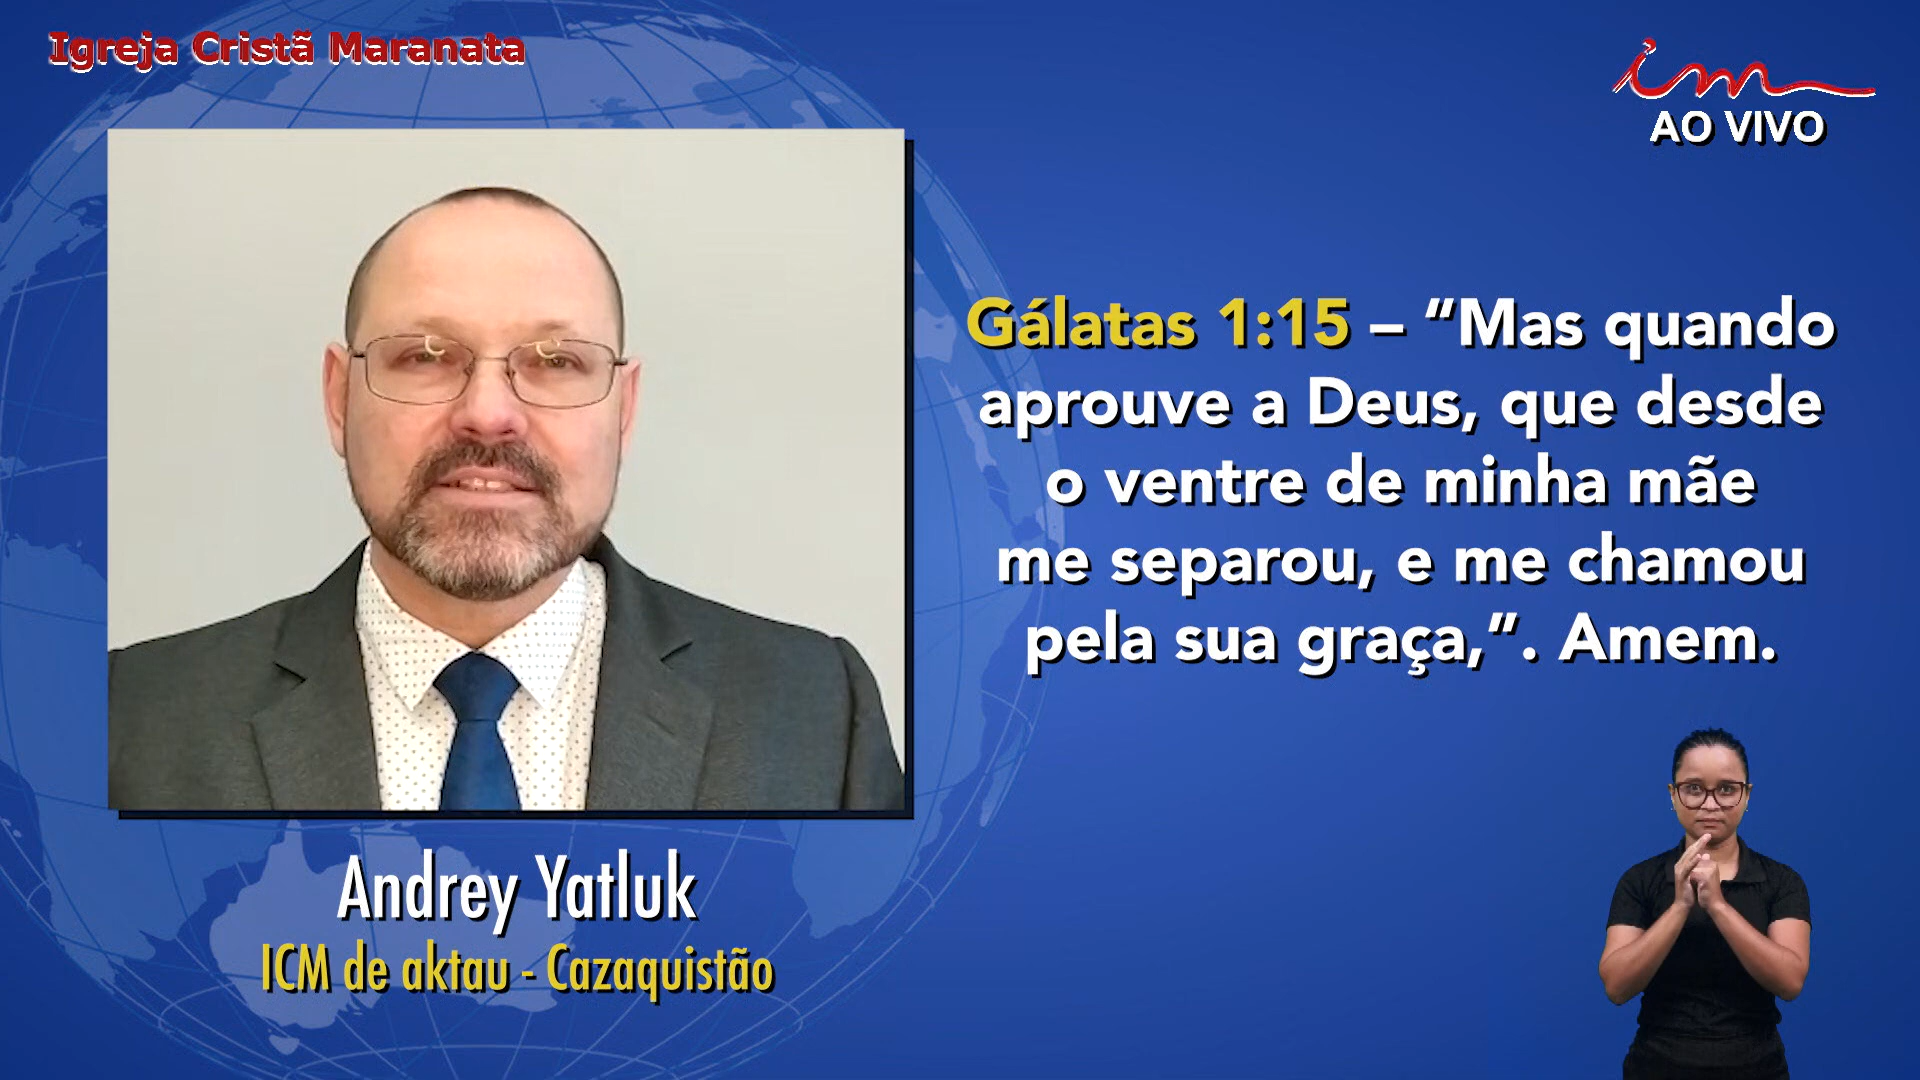 Igreja Cristã Maranata
icm
AO VIVO
Gálatas 1:15 – “Mas quando
aprouve a Deus, que desde
o ventre de minha mãe
me separou, e me chamou
pela sua graça,”. Amem.
Andrey Yatluk
ICM de aktau - Cazaquistão